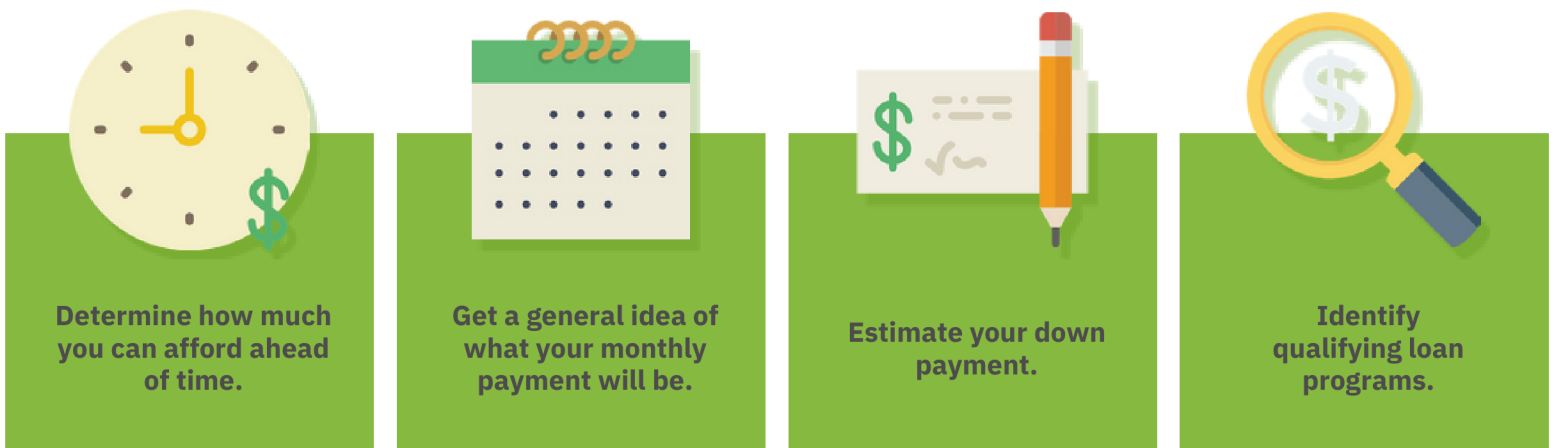 Determine how much
you can afford ahead
of time.
Get a general idea of
what your monthly
payment will be.
Estimate your down
payment.
Identify
qualifying loan
programs.